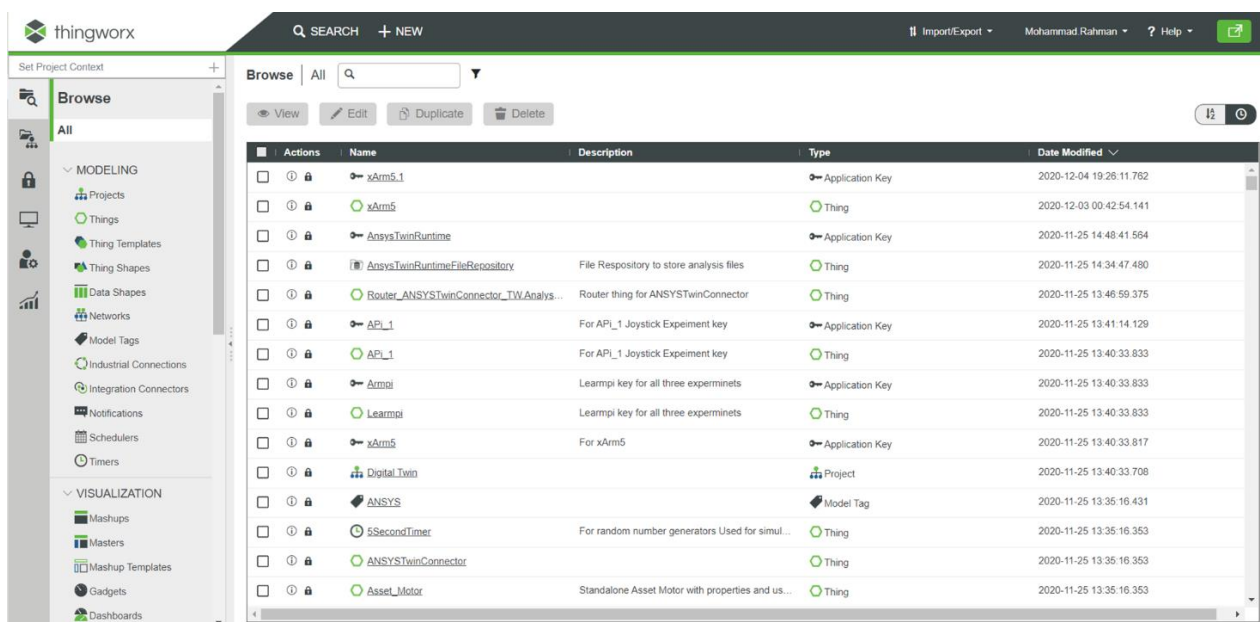 thingworx
SEARCH
NEW
Import/Export
Mohammad.Rahman
? Help
Set Project Context
Browse
All
MODELING
Projects
Things
Thing Templates
Thing Shapes
Data Shapes
Networks
Model Tags
Industrial Connections
Integration Connectors
Notifications
Schedulers
Timers
VISUALIZATION
Mashups
Masters
Mashup Templates
Gadgets
Dashboards
Browse All
View Edit Duplicate Delete
Actions Name Description Type Date Modified
xArm5.1 Application Key 2020-12-04 19:26:11.762
xArm5 Thing 2020-12-03 00:42:54.141
AnsysTwinRuntime Application Key 2020-11-25 14:48:41.564
AnsysTwinRuntimeFileRepository File Respository to store analysis files Thing 2020-11-25 14:34:47.480
Router_ANSYSTwinConnector_TW.Analys... Router thing for ANSYSTwinConnector Thing 2020-11-25 13:46:59.375
APi_1 For APi_1 Joystick Expeiment key Application Key 2020-11-25 13:41:14.129
APi_1 For APi_1 Joystick Expeiment key Thing 2020-11-25 13:40:33.833
Armpi Learmpi key for all three experminets Application Key 2020-11-25 13:40:33.833
Learmpi Learmpi key for all three experminets Thing 2020-11-25 13:40:33.833
xArm5 For xArm5 Application Key 2020-11-25 13:40:33.817
Digital Twin Project 2020-11-25 13:40:33.708
ANSYS Model Tag 2020-11-25 13:35:16.431
5SecondTimer For random number generators Used for simul... Thing 2020-11-25 13:35:16.353
ANSYSTwinConnector Thing 2020-11-25 13:35:16.353
Asset_Motor Standalone Asset Motor with properties and us... Thing 2020-11-25 13:35:16.353